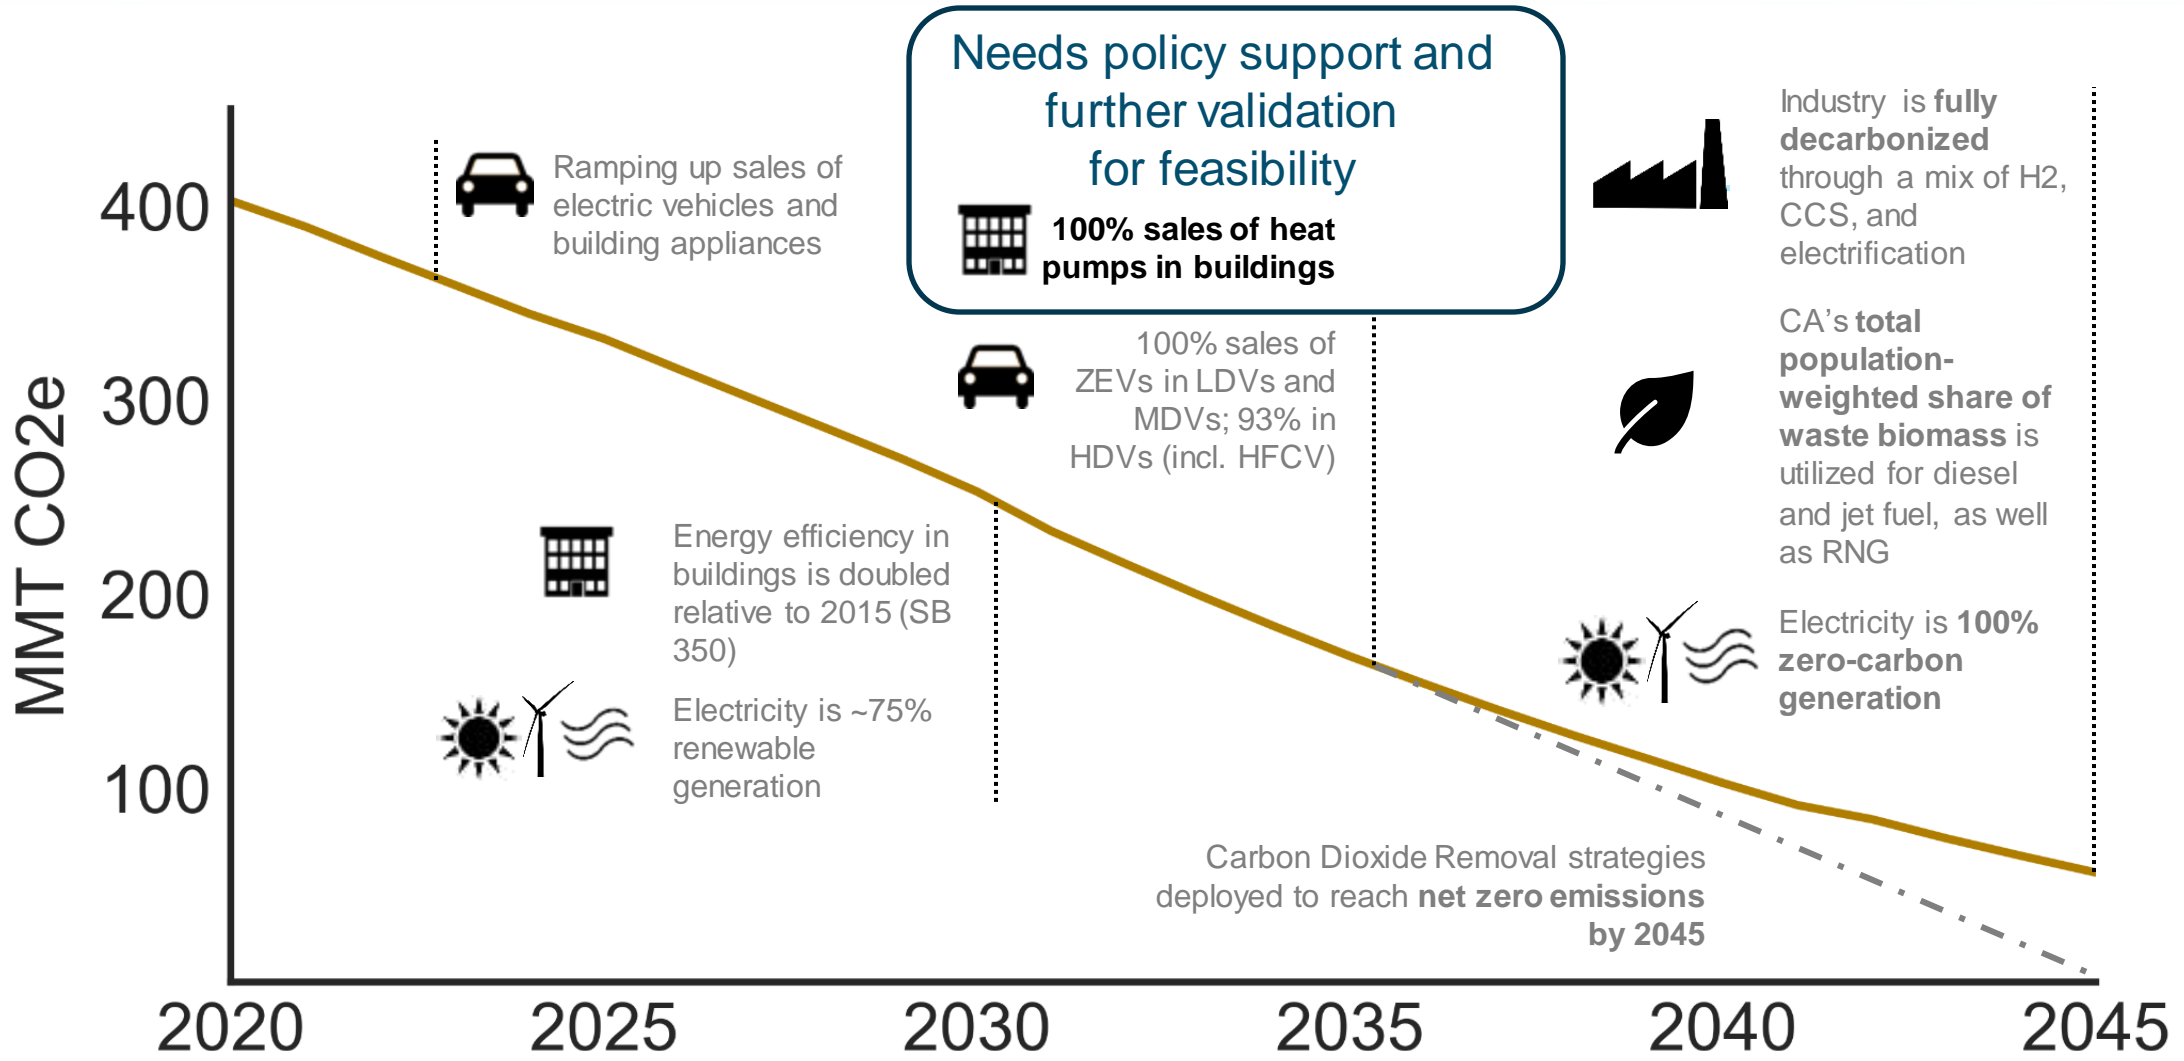 Needs policy support and
further validation
for feasibility
100% sales of heat
pumps in buildings
Ramping up sales of
electric vehicles and
building appliances
100% sales of
ZEVs in LDVs and
MDVs; 93% in
HDVs (incl. HFCV)
Industry is fully
decarbonized
through a mix of H2,
CCS, and
electrification
CA's total
population-
weighted share of
waste biomass is
utilized for diesel
and jet fuel, as well
as RNG
Electricity is 100%
zero-carbon
generation
Energy efficiency in
buildings is doubled
relative to 2015 (SB
350)
Electricity is ~75%
renewable
generation
Carbon Dioxide Removal strategies
deployed to reach net zero emissions
by 2045
MMT CO2e
400
300
200
100
2020 2025 2030 2035 2040 2045